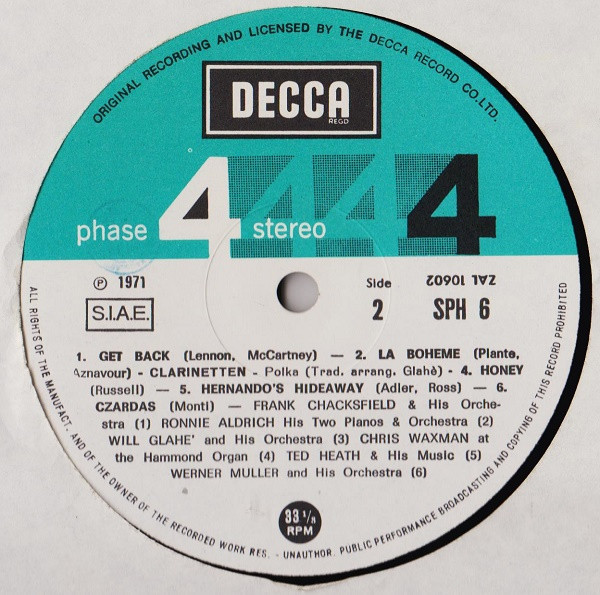 ORIGINAL RECORDING AND LICENSED BY THE DECCA RECORD CO. LTD.
DECCA
REGD
phase 4 stereo 4 4 4
℗ 1971
S.I.A.E.
Side
2
ZAL 10602
SPH 6
1. GET BACK (Lennon, McCartney) — 2. LA BOHEME (Plante,
Aznavour) - CLARINETTEN - Polka (Trad. arrang. Glahè) - 4. HONEY
(Russell) — 5. HERNANDO'S HIDEAWAY (Adler, Ross) — 6.
CZARDAS (Monti) — FRANK CHACKSFIELD & His Orche-
stra (1) RONNIE ALDRICH His Two Pianos & Orchestra (2)
WILL GLAHE' and His Orchestra (3) CHRIS WAXMAN at
the Hammond Organ (4) TED HEATH & His Music (5)
WERNER MULLER and His Orchestra (6)
33 1/3
RPM
ALL RIGHTS OF THE MANUFACT. AND OF THE OWNER OF THE RECORDED WORK RES. - UNAUTHOR. PUBLIC PERFORMANCE BROADCASTING AND COPYING OF THIS RECORD PROHIBITED